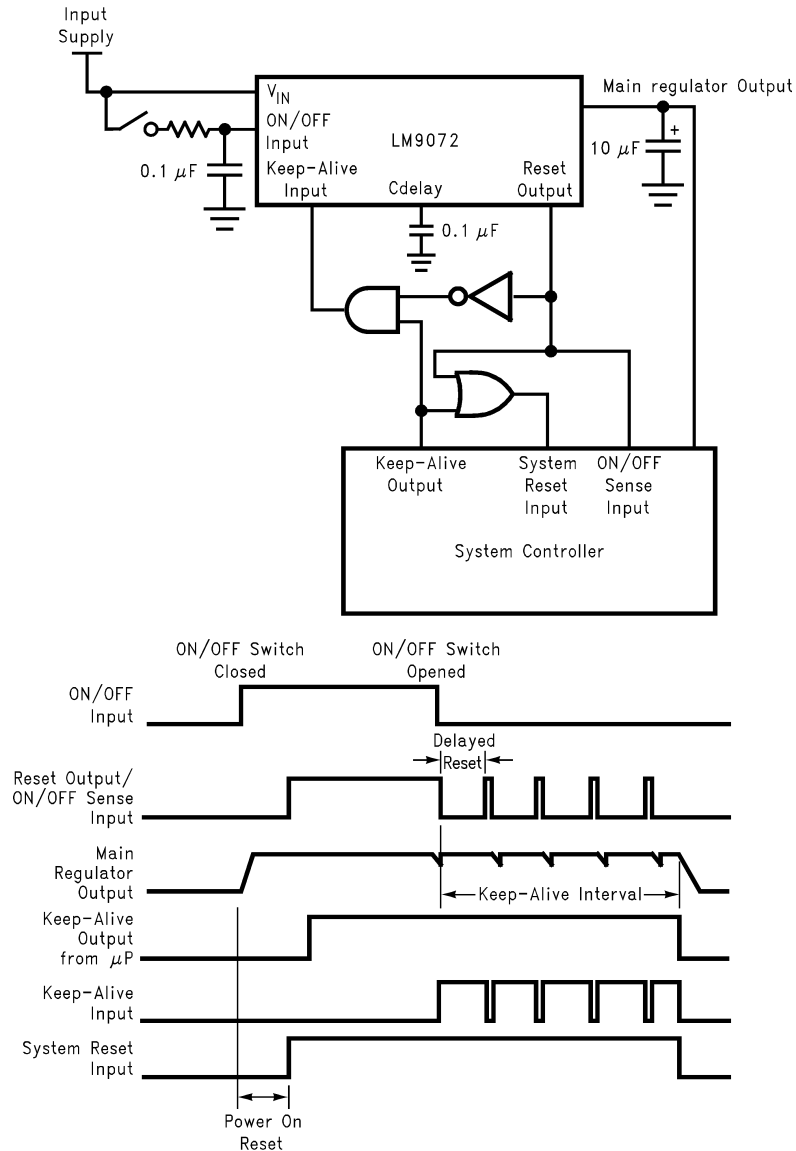 Input
Supply
V_IN
ON/OFF
Input
Keep-Alive
Input
LM9072
Cdelay
Reset
Output
Main regulator Output
10 μF
+
0.1 μF
0.1 μF
Keep-Alive
Output
System
Reset
Input
ON/OFF
Sense
Input
System Controller
ON/OFF Switch
Closed
ON/OFF Switch
Opened
ON/OFF
Input
Delayed
Reset
Reset Output/
ON/OFF Sense
Input
Main
Regulator
Output
Keep-Alive Interval
Keep-Alive
Output
from μP
Keep-Alive
Input
System Reset
Input
Power On
Reset